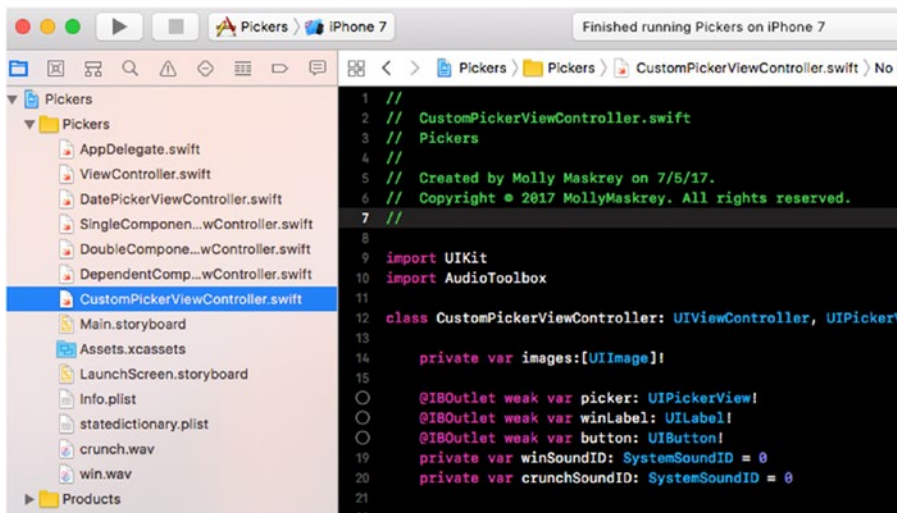 Pickers 〉 iPhone 7
Finished running Pickers on iPhone 7
Pickers 〉 Pickers 〉 CustomPickerViewController.swift 〉 No
Pickers
Pickers
AppDelegate.swift
ViewController.swift
DatePickerViewController.swift
SingleComponen...wController.swift
DoubleCompone...wController.swift
DependentComp...wController.swift
CustomPickerViewController.swift
Main.storyboard
Assets.xcassets
LaunchScreen.storyboard
Info.plist
statedictionary.plist
crunch.wav
win.wav
Products
1 //
2 // CustomPickerViewController.swift
3 // Pickers
4 //
5 // Created by Molly Maskrey on 7/5/17.
6 // Copyright © 2017 MollyMaskrey. All rights reserved.
7 //
8
9 import UIKit
10 import AudioToolbox
11
12 class CustomPickerViewController: UIViewController, UIPickerV
13
14 private var images:[UIImage]!
15
@IBOutlet weak var picker: UIPickerView!
@IBOutlet weak var winLabel: UILabel!
@IBOutlet weak var button: UIButton!
19 private var winSoundID: SystemSoundID = 0
20 private var crunchSoundID: SystemSoundID = 0
21